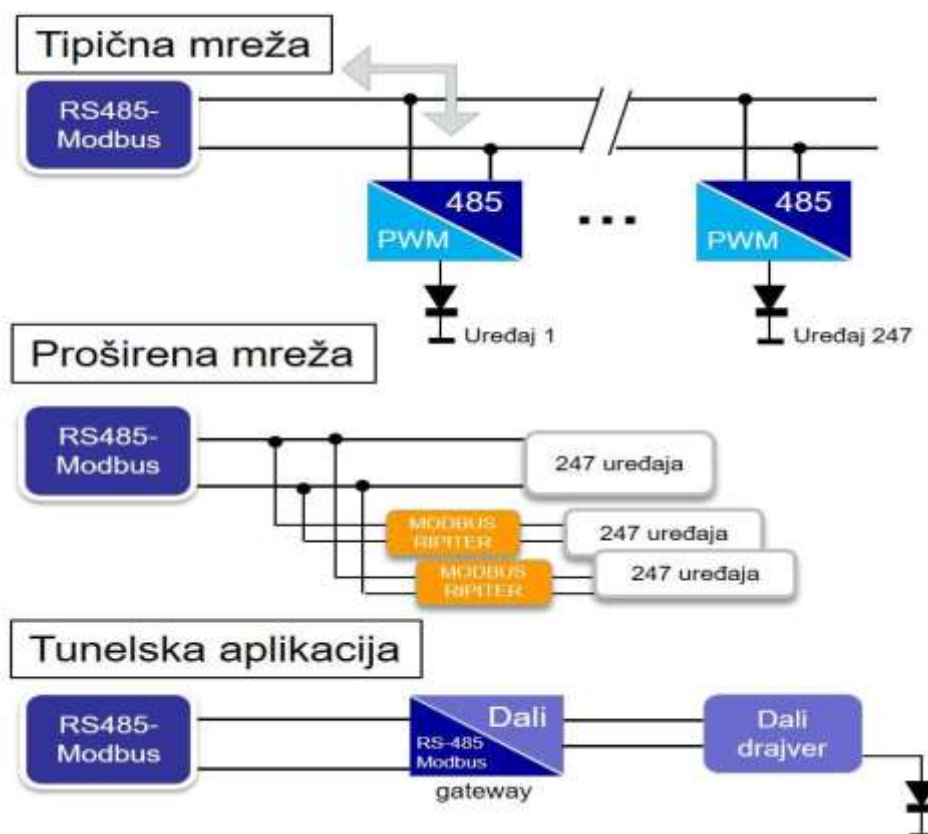 Tipična mreža
RS485-
Modbus
485
PWM
...
485
PWM
Uređaj 1
Uređaj 247
Proširena mreža
RS485-
Modbus
247 uređaja
MODBUS
RIPITER
247 uređaja
MODBUS
RIPITER
247 uređaja
Tunelska aplikacija
RS485-
Modbus
Dali
RS-485
Modbus
gateway
Dali
drajver